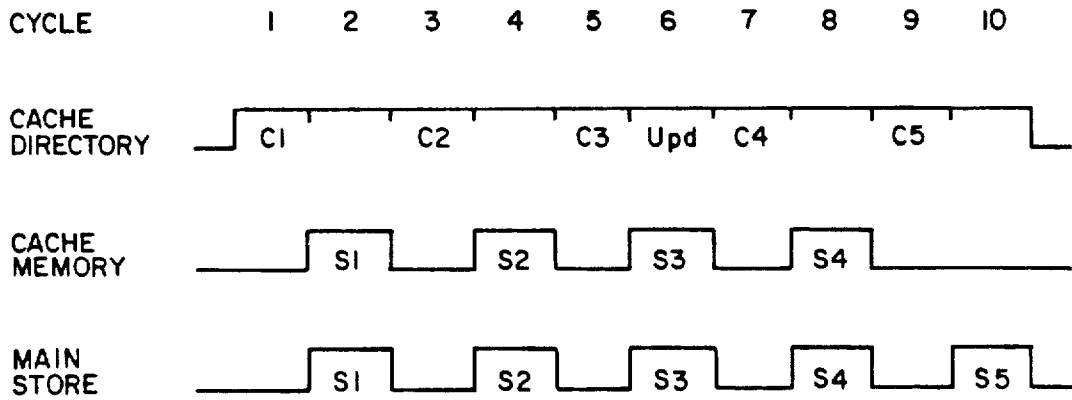 CYCLE 1 2 3 4 5 6 7 8 9 10
CACHE
DIRECTORY
C1 C2 C3 Upd C4 C5
CACHE
MEMORY
S1 S2 S3 S4
MAIN
STORE
S1 S2 S3 S4 S5